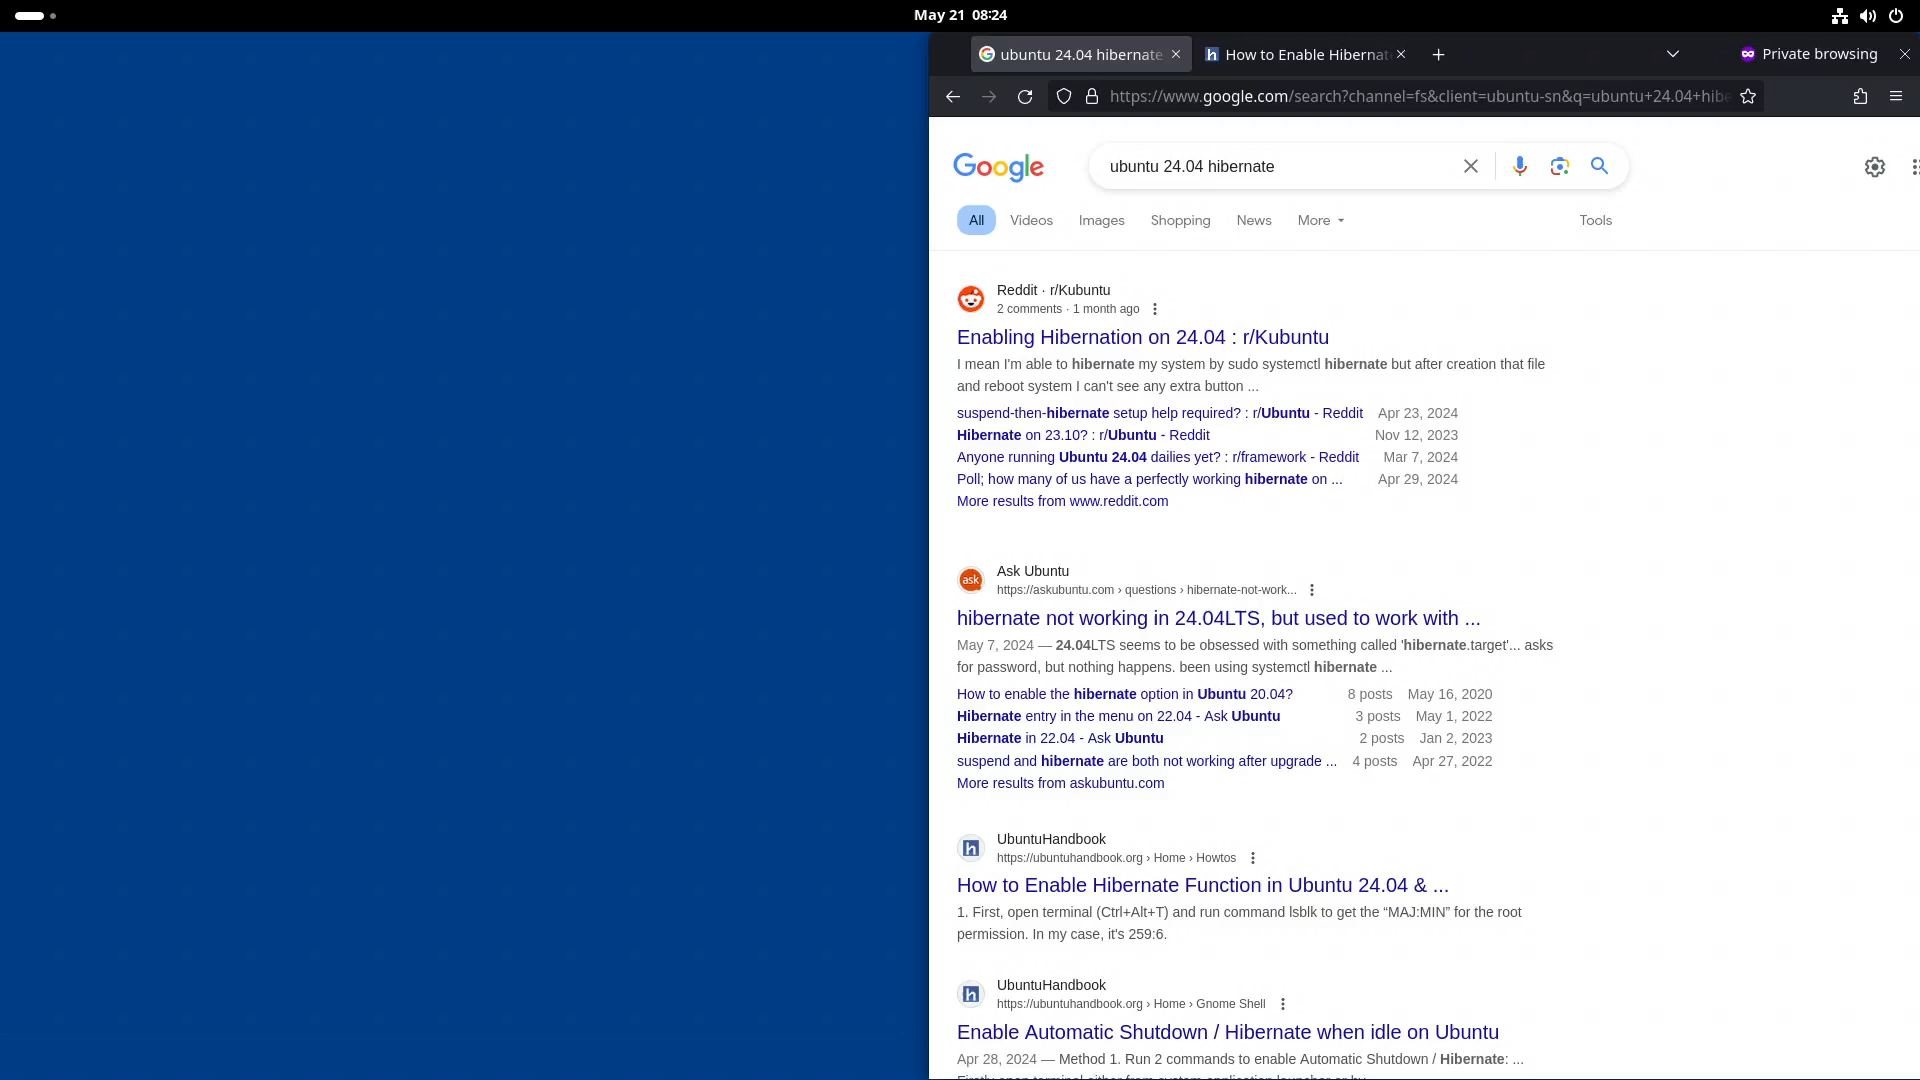 May 21 08:24
ubuntu 24.04 hibernate
How to Enable Hibernat
Private browsing
https://www.google.com/search?channel=fs&client=ubuntu-sn&q=ubuntu+24.04+hibe
Google
ubuntu 24.04 hibernate
All Videos Images Shopping News More Tools
Reddit · r/Kubuntu
2 comments · 1 month ago
Enabling Hibernation on 24.04 : r/Kubuntu
I mean I'm able to hibernate my system by sudo systemctl hibernate but after creation that file
and reboot system I can't see any extra button ...
suspend-then-hibernate setup help required? : r/Ubuntu - Reddit Apr 23, 2024
Hibernate on 23.10? : r/Ubuntu - Reddit Nov 12, 2023
Anyone running Ubuntu 24.04 dailies yet? : r/framework - Reddit Mar 7, 2024
Poll; how many of us have a perfectly working hibernate on ... Apr 29, 2024
More results from www.reddit.com
ask
Ask Ubuntu
https://askubuntu.com › questions › hibernate-not-work...
hibernate not working in 24.04LTS, but used to work with ...
May 7, 2024 — 24.04LTS seems to be obsessed with something called 'hibernate.target'... asks
for password, but nothing happens. been using systemctl hibernate ...
How to enable the hibernate option in Ubuntu 20.04? 8 posts May 16, 2020
Hibernate entry in the menu on 22.04 - Ask Ubuntu 3 posts May 1, 2022
Hibernate in 22.04 - Ask Ubuntu 2 posts Jan 2, 2023
suspend and hibernate are both not working after upgrade ... 4 posts Apr 27, 2022
More results from askubuntu.com
h
UbuntuHandbook
https://ubuntuhandbook.org › Home › Howtos
How to Enable Hibernate Function in Ubuntu 24.04 & ...
1. First, open terminal (Ctrl+Alt+T) and run command lsblk to get the “MAJ:MIN” for the root
permission. In my case, it's 259:6.
h
UbuntuHandbook
https://ubuntuhandbook.org › Home › Gnome Shell
Enable Automatic Shutdown / Hibernate when idle on Ubuntu
Apr 28, 2024 — Method 1. Run 2 commands to enable Automatic Shutdown / Hibernate: ...